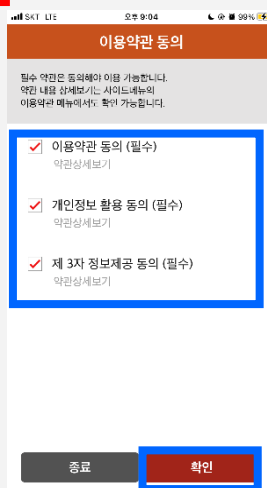 SKT LTE 오후 9:04 99%
이용약관 동의
필수 약관은 동의해야 이용 가능합니다.
약관 내용 상세보기는 사이드메뉴의
이용약관 메뉴에서도 확인 가능합니다.
이용약관 동의 (필수)
약관상세보기
개인정보 활용 동의 (필수)
약관상세보기
제 3자 정보제공 동의 (필수)
약관상세보기
종료 확인